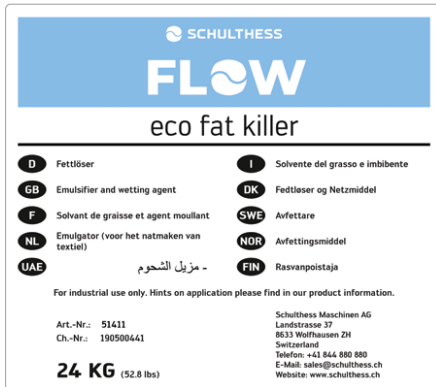 SCHULTHESS
FLOW
eco fat killer
D Fettlöser
GB Emulsifier and wetting agent
F Solvant de graisse et agent mouillant
NL Emulgator (voor het natmaken van
textiel)
UAE - مزيل الشحوم
I Solvente del grasso e imbibente
DK Fedtløser og Netzmiddel
SWE Avfettare
NOR Avfettingsmiddel
FIN Rasvanpoistaja
For industrial use only. Hints on application please find in our product information.
Art.-Nr.: 51411
Ch.-Nr.: 190500441
24 KG (52.8 lbs)
Schulthess Maschinen AG
Landstrasse 37
8633 Wolfhausen ZH
Switzerland
Telefon: +41 844 880 880
E-Mail: sales@schulthess.ch
Website: www.schulthess.ch